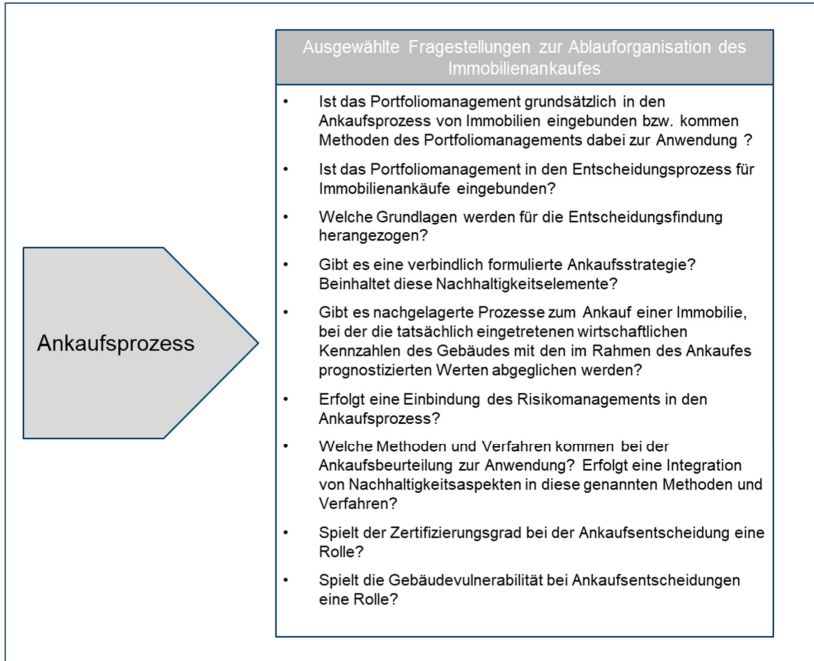 Ausgewählte Fragestellungen zur Ablauforganisation des
Immobilienankaufes
Ankaufsprozess
• Ist das Portfoliomanagement grundsätzlich in den
Ankaufsprozess von Immobilien eingebunden bzw. kommen
Methoden des Portfoliomanagements dabei zur Anwendung ?
• Ist das Portfoliomanagement in den Entscheidungsprozess für
Immobilienankäufe eingebunden?
• Welche Grundlagen werden für die Entscheidungsfindung
herangezogen?
• Gibt es eine verbindlich formulierte Ankaufsstrategie?
Beinhaltet diese Nachhaltigkeitselemente?
• Gibt es nachgelagerte Prozesse zum Ankauf einer Immobilie,
bei der die tatsächlich eingetretenen wirtschaftlichen
Kennzahlen des Gebäudes mit den im Rahmen des Ankaufes
prognostizierten Werten abgeglichen werden?
• Erfolgt eine Einbindung des Risikomanagements in den
Ankaufsprozess?
• Welche Methoden und Verfahren kommen bei der
Ankaufsbeurteilung zur Anwendung? Erfolgt eine Integration
von Nachhaltigkeitsaspekten in diese genannten Methoden und
Verfahren?
• Spielt der Zertifizierungsgrad bei der Ankaufsentscheidung eine
Rolle?
• Spielt die Gebäudevulnerabilität bei Ankaufsentscheidungen
eine Rolle?